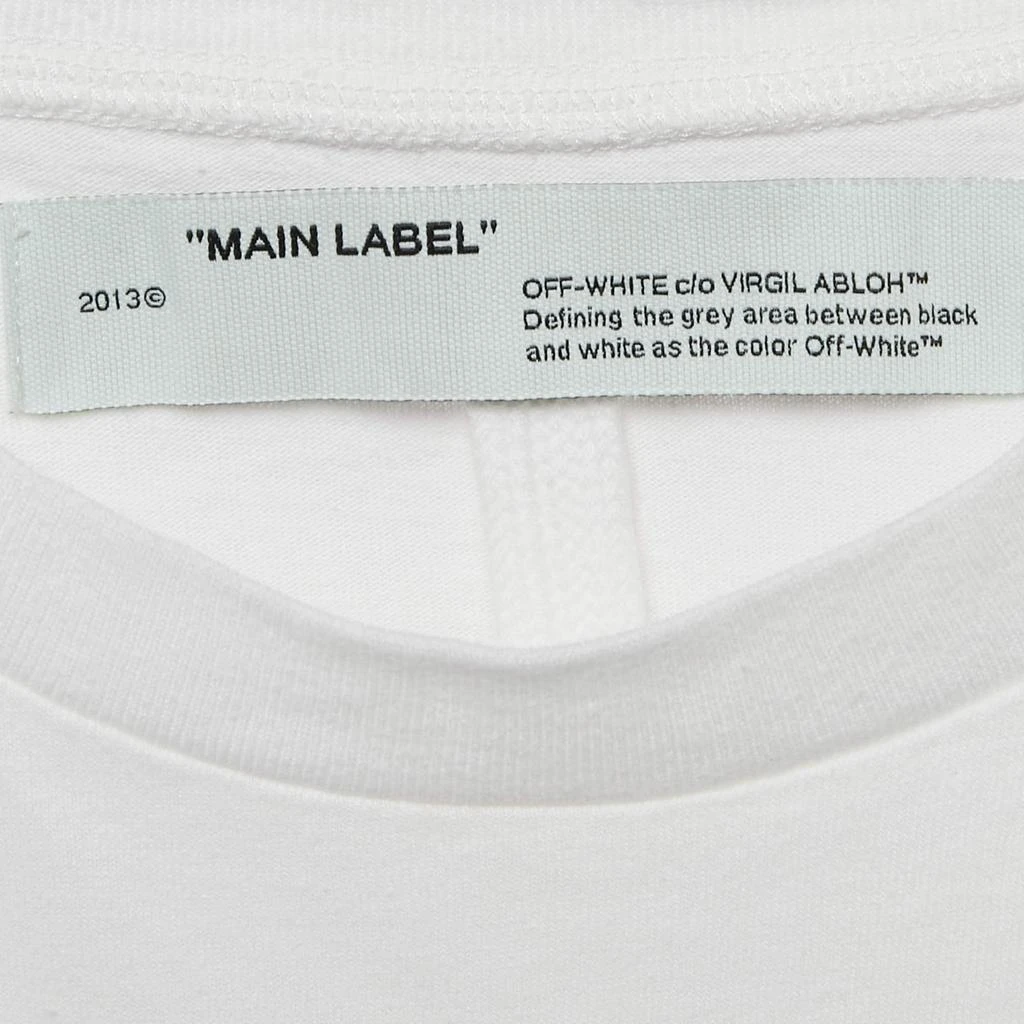 "MAIN LABEL"
2013©
OFF-WHITE c/o VIRGIL ABLOH™
Defining the grey area between black
and white as the color Off-White™